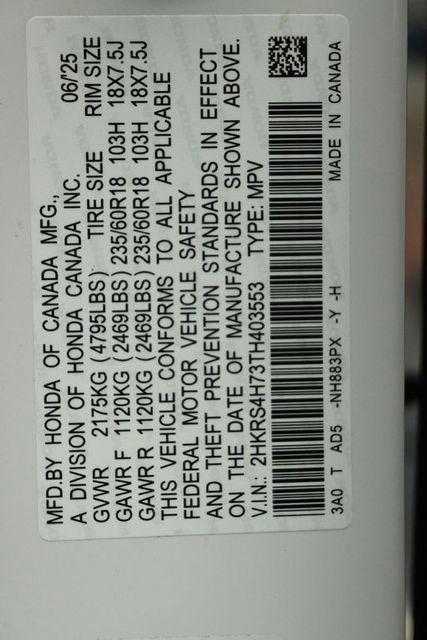 MFD.BY HONDA OF CANADA MFG.,
A DIVISION OF HONDA CANADA INC. 06/'25
GVWR 2175KG (4795LBS) TIRE SIZE RIM SIZE
GAWR F 1120KG (2469LBS) 235/60R18 103H 18X7.5J
GAWR R 1120KG (2469LBS) 235/60R18 103H 18X7.5J
THIS VEHICLE CONFORMS TO ALL APPLICABLE
FEDERAL MOTOR VEHICLE SAFETY
AND THEFT PREVENTION STANDARDS IN EFFECT
ON THE DATE OF MANUFACTURE SHOWN ABOVE.
V.I.N.: 2HKRS4H73TH403553 TYPE: MPV
3A0 T AD5 -NH883PX -Y -H MADE IN CANADA